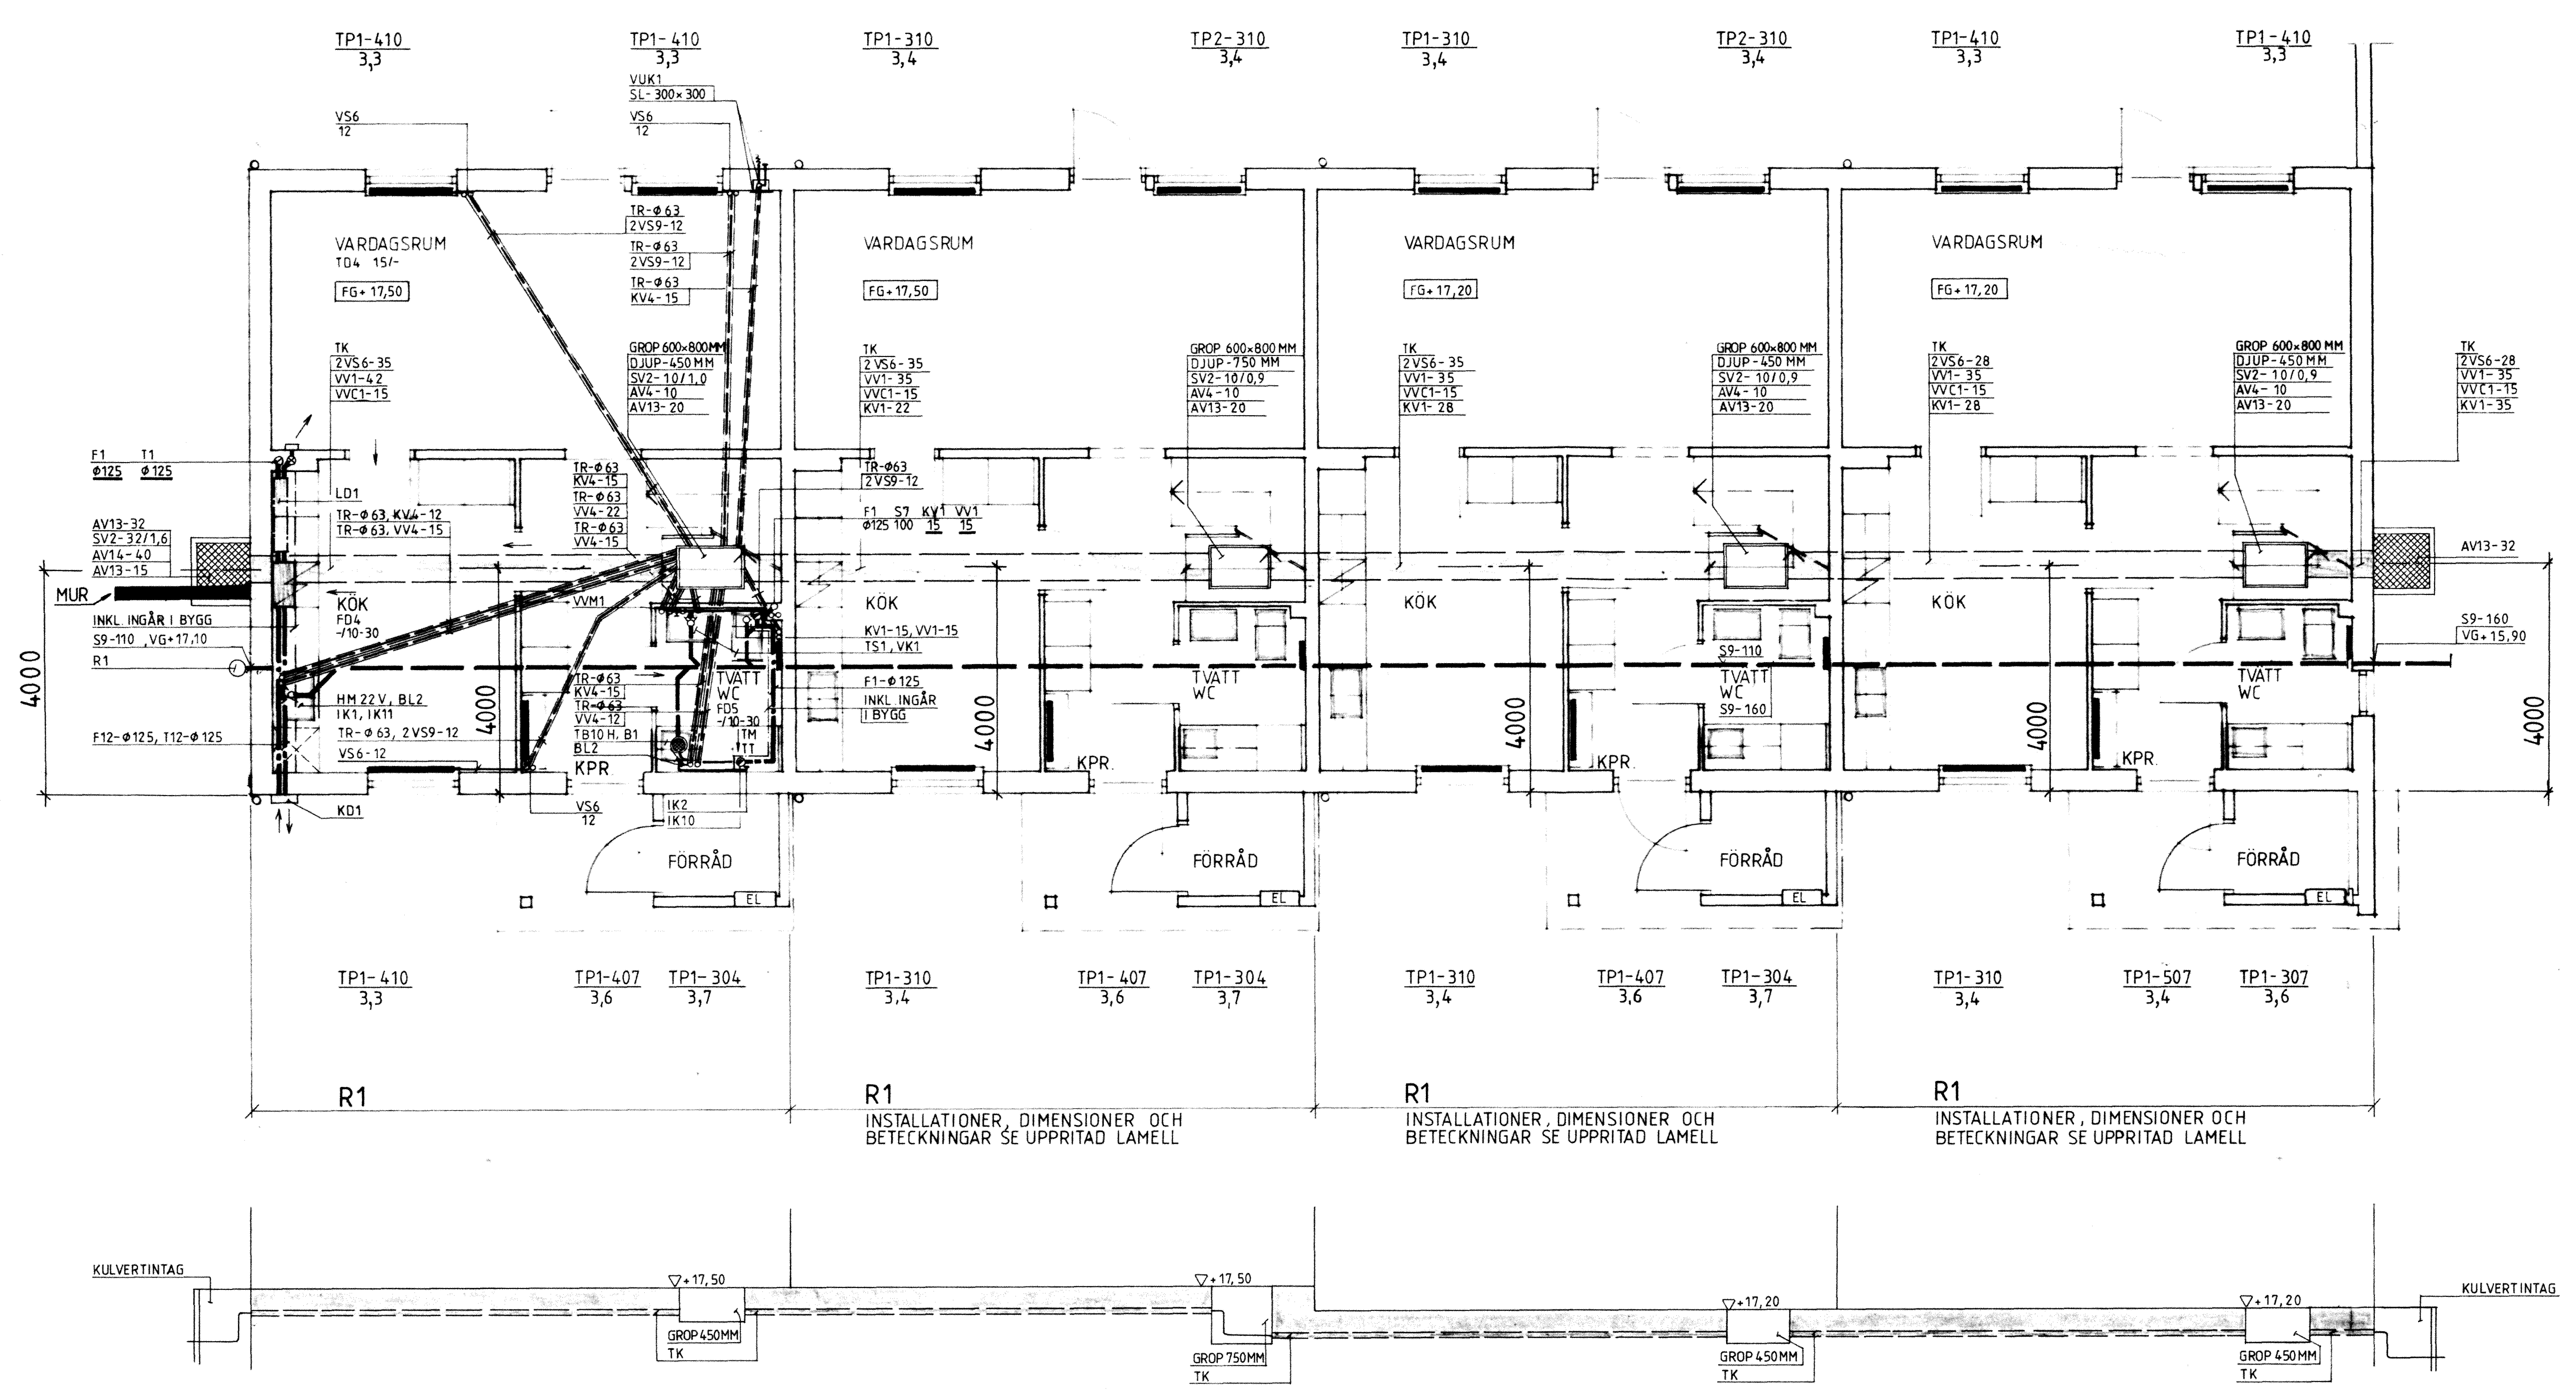 TP1-410
3,3
TP1-410
3,3
TP1-310
3,4
TP2-310
3,4
TP1-310
3,4
TP2-310
3,4
TP1-410
3,3
TP1-410
3,3
VUK1
SL-300×300
VS6
12
VS6
12
TR-Φ63
2VS9-12
TR-Φ63
2VS9-12
TR-Φ63
KV4-15
VARDAGSRUM
TD4 15/-
FG+17,50
VARDAGSRUM
FG+17,50
VARDAGSRUM
FG+17,20
VARDAGSRUM
FG+17,20
TK
2VS6-35
VV1-42
VVC1-15
GROP 600×800MM
DJUP-450MM
SV2-10/1,0
AV4-10
AV13-20
TK
2VS6-35
VV1-35
VVC1-15
KV1-22
GROP 600×800MM
DJUP-750 MM
SV2-10/0,9
AV4-10
AV13-20
TK
2VS6-35
VV1-35
VVC1-15
KV1-28
GROP 600×800MM
DJUP-450 MM
SV2-10/0,9
AV4-10
AV13-20
TK
2VS6-28
VV1-35
VVC1-15
KV1-28
GROP 600×800MM
DJUP-450 MM
SV2-10/0,9
AV4-10
AV13-20
TK
2VS6-28
VV1-35
VVC1-15
KV1-35
F1 T1
Φ125 Φ125
LD1
TR-Φ63, KV4-12
TR-Φ63, VV4-15
TR-Φ63
KV4-15
TR-Φ63
VV4-22
TR-Φ63
VV4-15
TR-Φ63
2VS9-12
F1 S7 KV1 VV1
Φ125 100 15 15
AV13-32
SV2-32/1,6
AV14-40
AV13-15
MUR
INKL. INGÅR I BYGG
S9-110, VG+17,10
R1
4000
KÖK
FD4
-/10-30
VVM1
KÖK
KÖK
KÖK
AV13-32
KV1-15, VV1-15
TS1, VK1
S9-160
VG+15,90
HM22V, BL2
IK1, IK11
TR-Φ63, 2VS9-12
VS6-12
F12-Φ125, T12-Φ125
4000
TR-Φ63
KV4-15
TR-Φ63
VV4-12
TB10H, B1
BL2
KPR.
TVÄTT
WC
FD5
-/10-30
TM
TT
F1-Φ125
INKL. INGÅR
I BYGG
4000
KPR.
TVÄTT
WC
4000
KPR.
S9-110
TVÄTT
WC
S9-160
4000
KPR.
TVÄTT
WC
4000
KD1
VS6
12
IK2
IK10
FÖRRÅD
EL
FÖRRÅD
EL
FÖRRÅD
EL
FÖRRÅD
EL
TP1-410
3,3
TP1-407
3,6
TP1-304
3,7
TP1-310
3,4
TP1-407
3,6
TP1-304
3,7
TP1-310
3,4
TP1-407
3,6
TP1-304
3,7
TP1-310
3,4
TP1-507
3,4
TP1-307
3,6
R1
R1
INSTALLATIONER, DIMENSIONER OCH
BETECKNINGAR SE UPPRITAD LAMELL
R1
INSTALLATIONER, DIMENSIONER OCH
BETECKNINGAR SE UPPRITAD LAMELL
R1
INSTALLATIONER, DIMENSIONER OCH
BETECKNINGAR SE UPPRITAD LAMELL
KULVERTINTAG
+17,50
+17,50
+17,20
+17,20
KULVERTINTAG
GROP 450MM
TK
GROP 750MM
TK
GROP 450MM
TK
GROP 450MM
TK